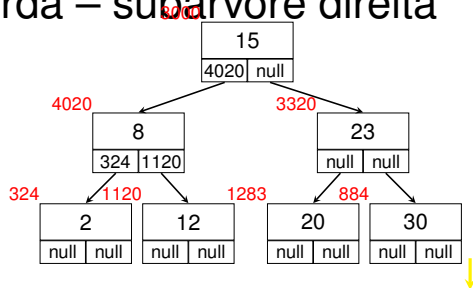 rda – subárvore direita
3000
15
4020 null
4020 3320
8 23
324 1120 null null
324 1120 1283 884
2 12 20 30
null null null null null null null null